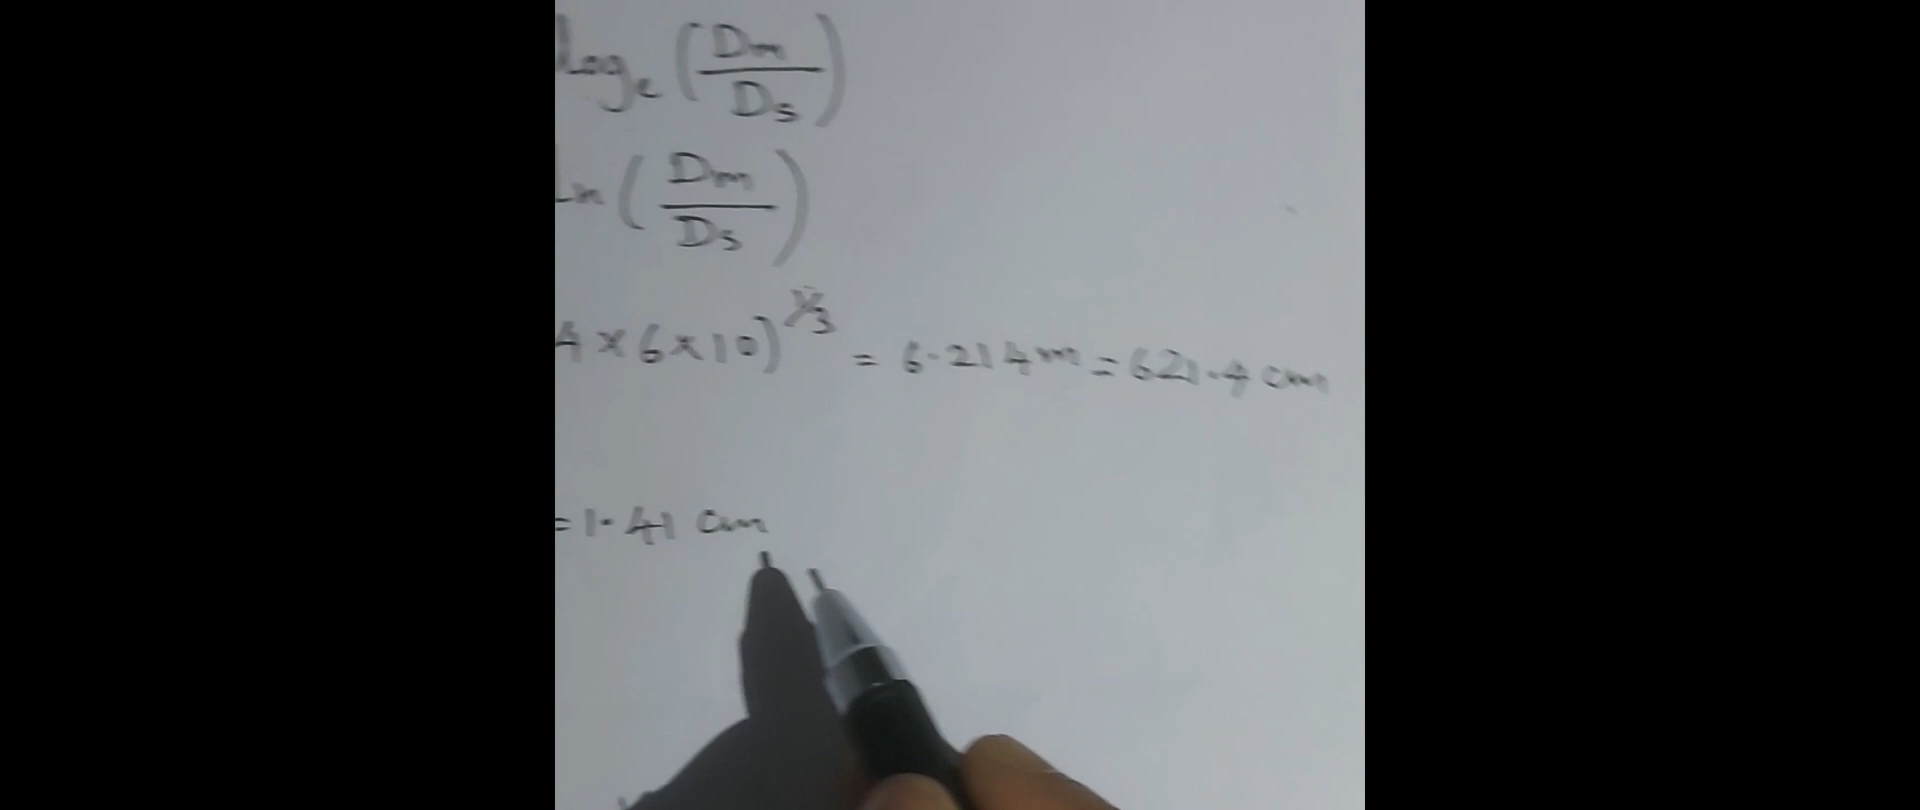 loge (Dm/Ds)
Ln (Dm/Ds)
4 × 6 × 10)^1/3 = 6.214 m = 621.4 cm
= 1.41 cm